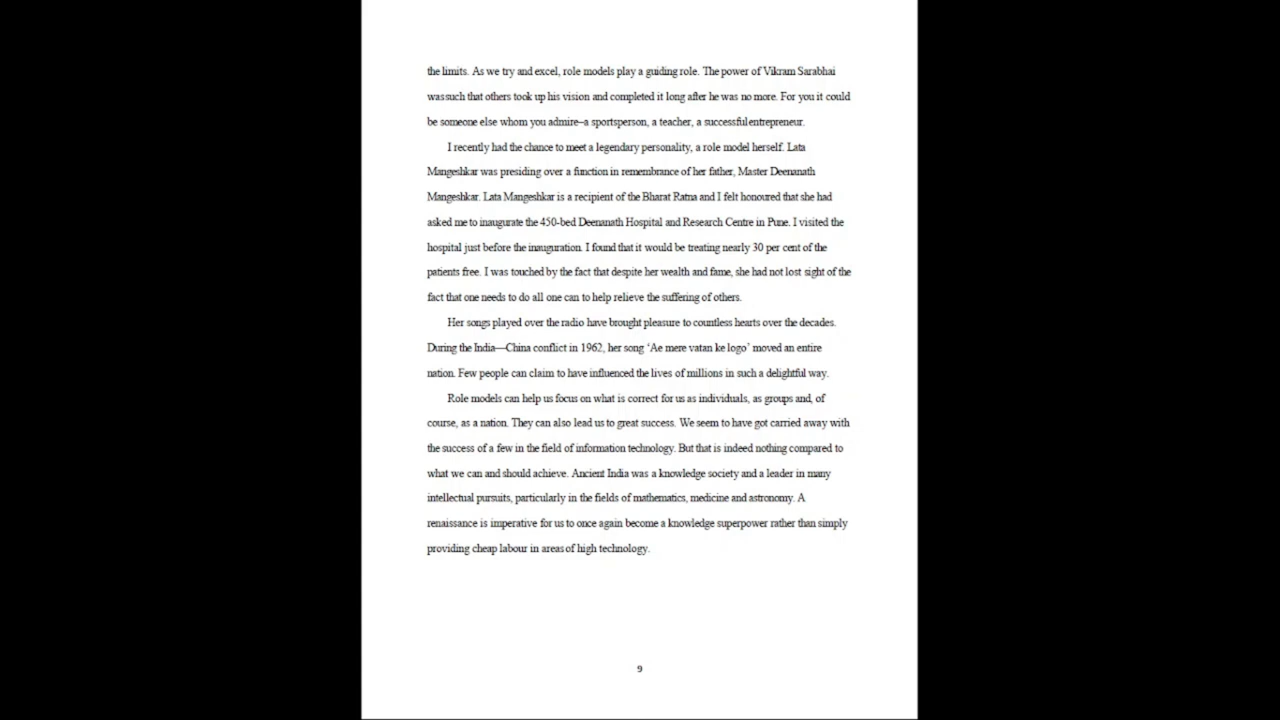 the limits. As we try and excel, role models play a guiding role. The power of Vikram Sarabhai
was such that others took up his vision and completed it long after he was no more. For you it could
be someone else whom you admire–a sportsperson, a teacher, a successful entrepreneur.
I recently had the chance to meet a legendary personality, a role model herself. Lata
Mangeshkar was presiding over a function in remembrance of her father, Master Deenanath
Mangeshkar. Lata Mangeshkar is a recipient of the Bharat Ratna and I felt honoured that she had
asked me to inaugurate the 450-bed Deenanath Hospital and Research Centre in Pune. I visited the
hospital just before the inauguration. I found that it would be treating nearly 30 per cent of the
patients free. I was touched by the fact that despite her wealth and fame, she had not lost sight of the
fact that one needs to do all one can to help relieve the suffering of others.
Her songs played over the radio have brought pleasure to countless hearts over the decades.
During the India—China conflict in 1962, her song ‘Ae mere vatan ke logo’ moved an entire
nation. Few people can claim to have influenced the lives of millions in such a delightful way.
Role models can help us focus on what is correct for us as individuals, as groups and, of
course, as a nation. They can also lead us to great success. We seem to have got carried away with
the success of a few in the field of information technology. But that is indeed nothing compared to
what we can and should achieve. Ancient India was a knowledge society and a leader in many
intellectual pursuits, particularly in the fields of mathematics, medicine and astronomy. A
renaissance is imperative for us to once again become a knowledge superpower rather than simply
providing cheap labour in areas of high technology.
9